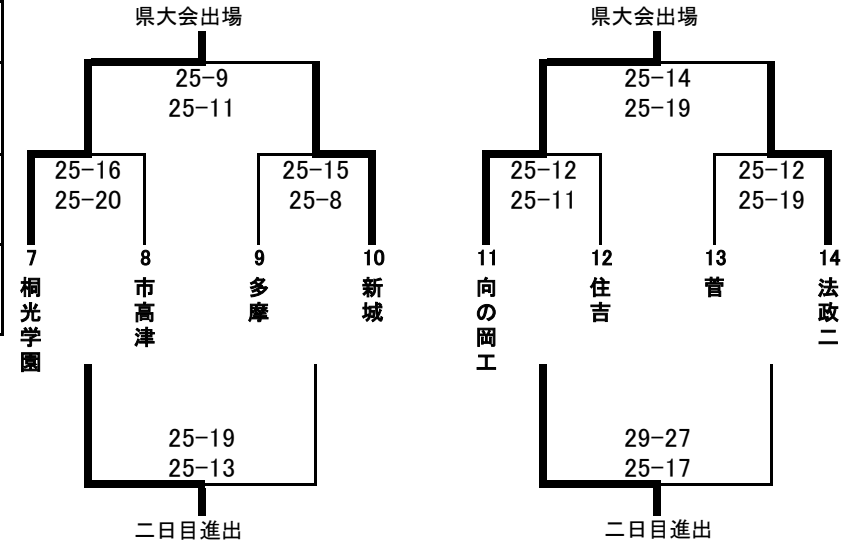 県大会出場
25-9
25-11
25-16
25-20
25-15
25-8
7
桐光学園
8
市高津
9
多摩
10
新城
25-19
25-13
二日目進出
県大会出場
25-14
25-19
25-12
25-11
25-12
25-19
11
向の岡工
12
住吉
13
菅
14
法政二
29-27
25-17
二日目進出